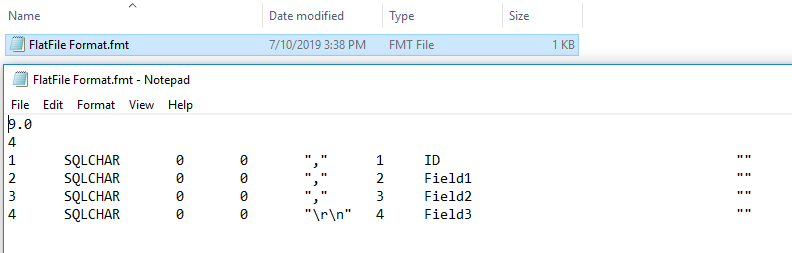 Name Date modified Type Size
FlatFile Format.fmt 7/10/2019 3:38 PM FMT File 1 KB
FlatFile Format.fmt - Notepad
File Edit Format View Help
9.0
4
1 SQLCHAR 0 0 "," 1 ID ""
2 SQLCHAR 0 0 "," 2 Field1 ""
3 SQLCHAR 0 0 "," 3 Field2 ""
4 SQLCHAR 0 0 "\r\n" 4 Field3 ""